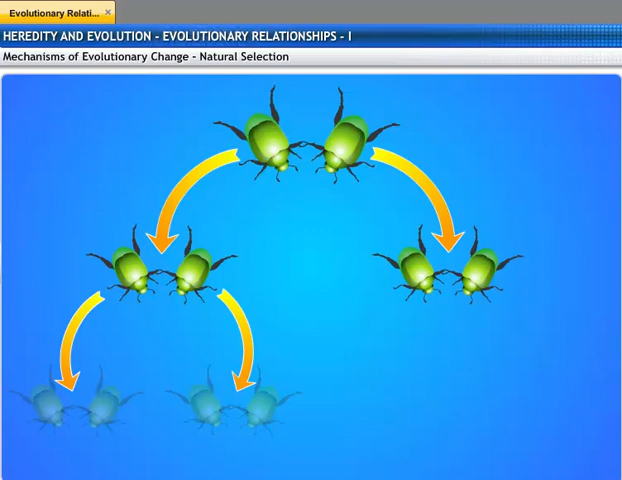 Evolutionary Relati...
HEREDITY AND EVOLUTION - EVOLUTIONARY RELATIONSHIPS - I
Mechanisms of Evolutionary Change - Natural Selection